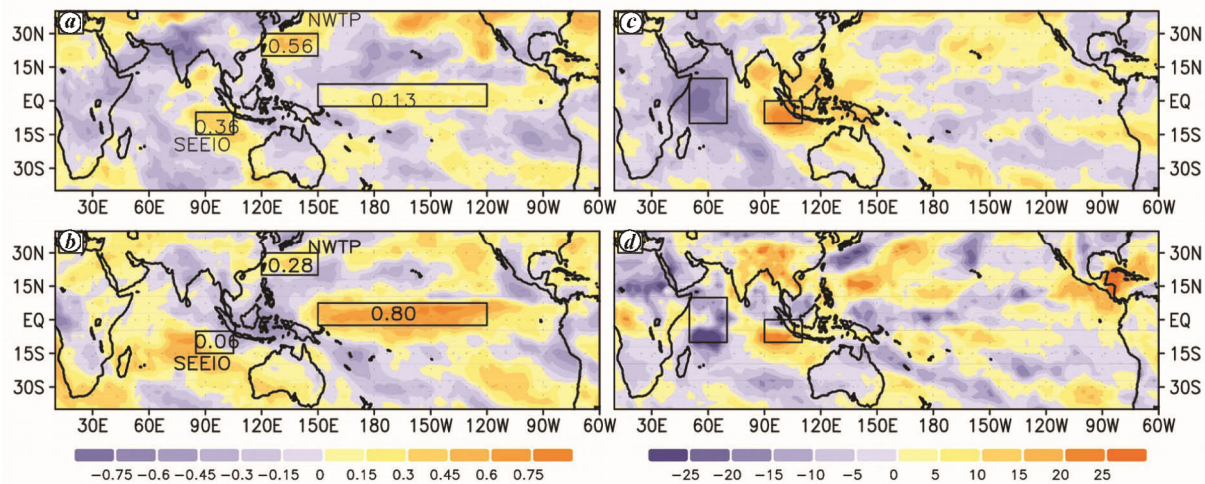 a
NWTP
30N
0.56
15N
EQ
0.13
15S
0.36
SEEIO
30S
30E 60E 90E 120E 150E 180 150W 120W 90W 60W
c
30N
15N
EQ
15S
30S
30E 60E 90E 120E 150E 180 150W 120W 90W 60W
b
NWTP
30N
0.28
15N
EQ
0.80
15S
0.06
SEEIO
30S
30E 60E 90E 120E 150E 180 150W 120W 90W 60W
d
30N
15N
EQ
15S
30S
30E 60E 90E 120E 150E 180 150W 120W 90W 60W
−0.75 −0.6 −0.45 −0.3 −0.15 0 0.15 0.3 0.45 0.6 0.75
−25 −20 −15 −10 −5 0 5 10 15 20 25